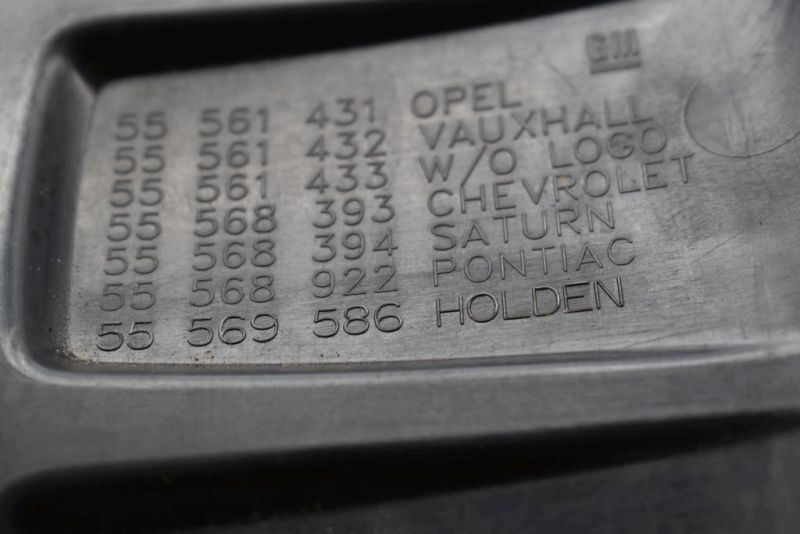 GM
55 561 431 OPEL
55 561 432 VAUXHALL
55 561 433 W/O LOGO
55 568 393 CHEVROLET
55 568 394 SATURN
55 568 922 PONTIAC
55 569 586 HOLDEN